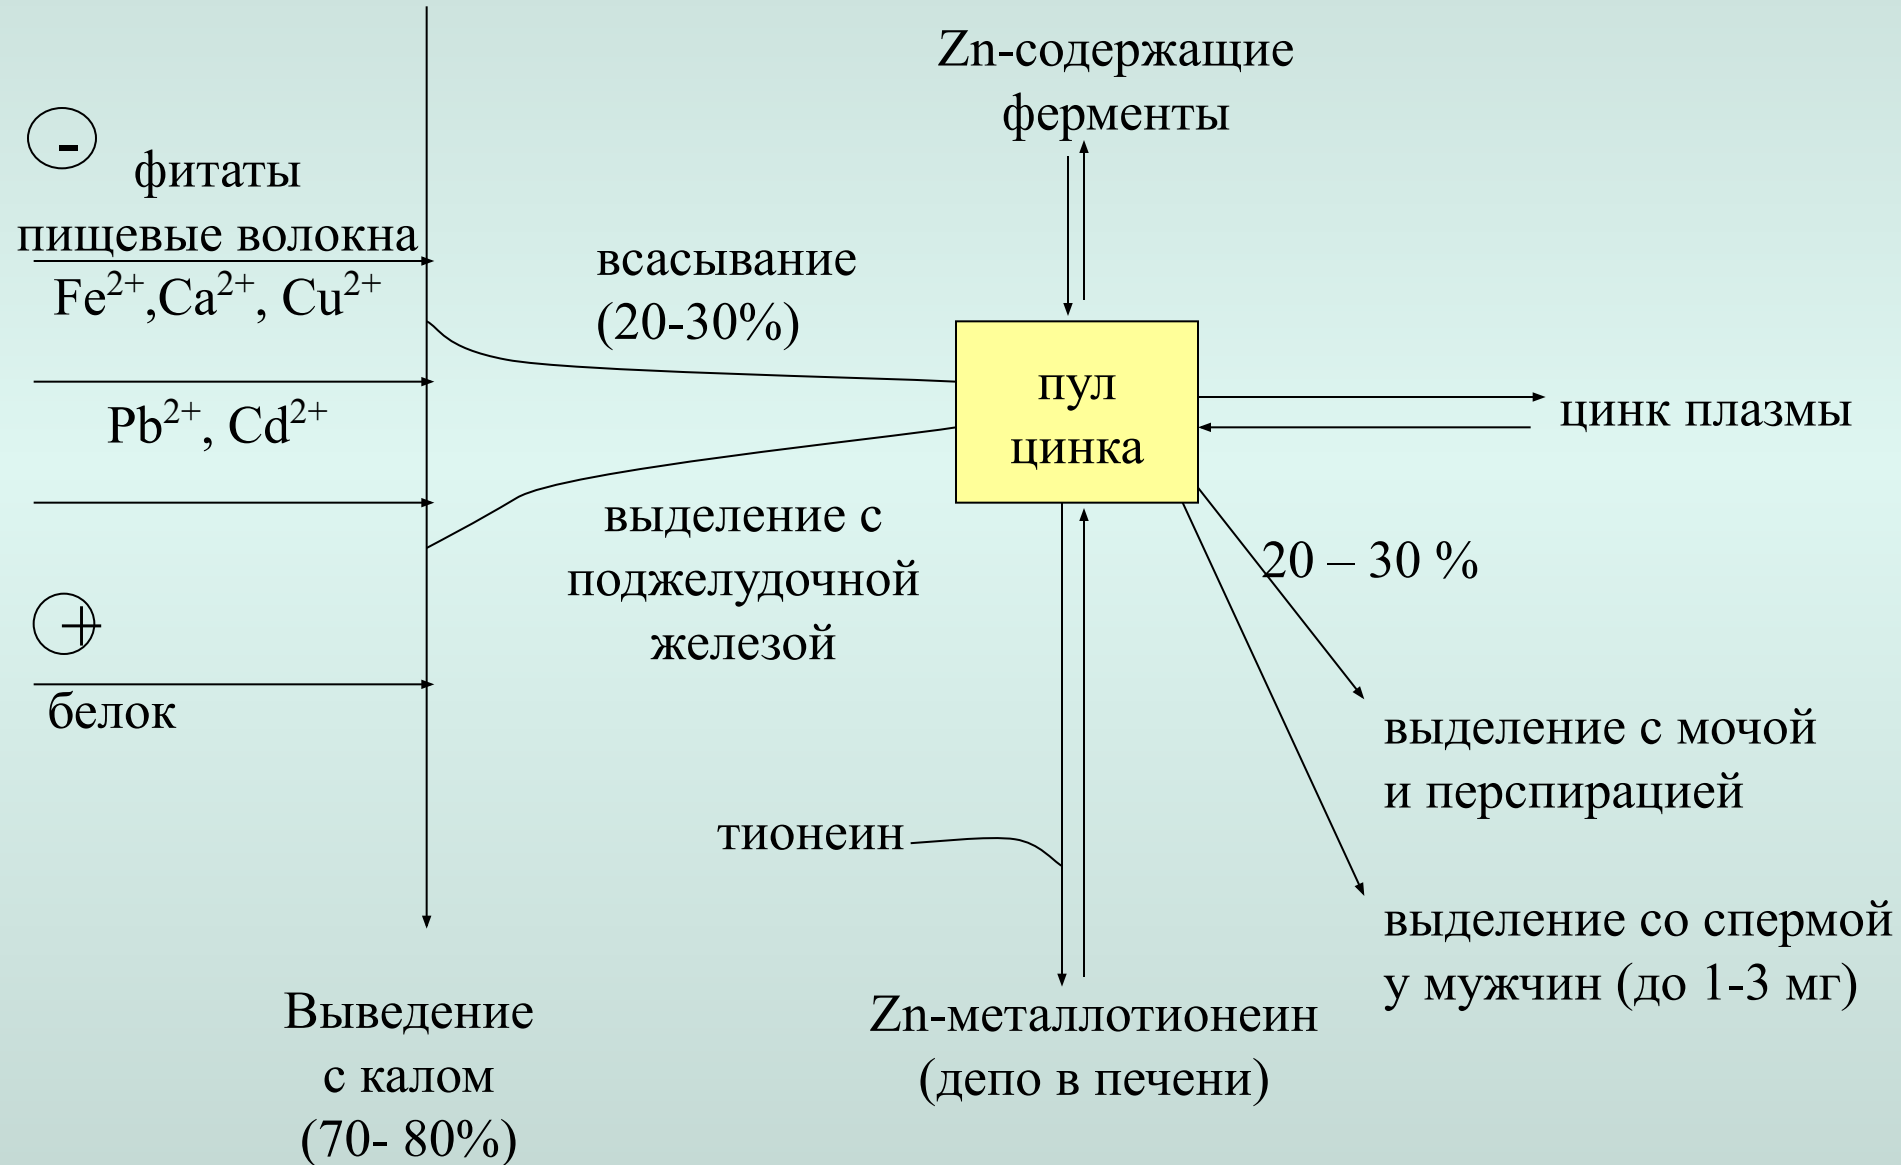 Zn-содержащие
ферменты
-
фитаты
пищевые волокна
Fe²⁺,Ca²⁺, Cu²⁺
Pb²⁺, Cd²⁺
+
белок
всасывание
(20-30%)
выделение с
поджелудочной
железой
пул
цинка
цинк плазмы
20 – 30 %
выделение с мочой
и перспирацией
выделение со спермой
у мужчин (до 1-3 мг)
тионеин
Zn-металлотионеин
(депо в печени)
Выведение
с калом
(70- 80%)